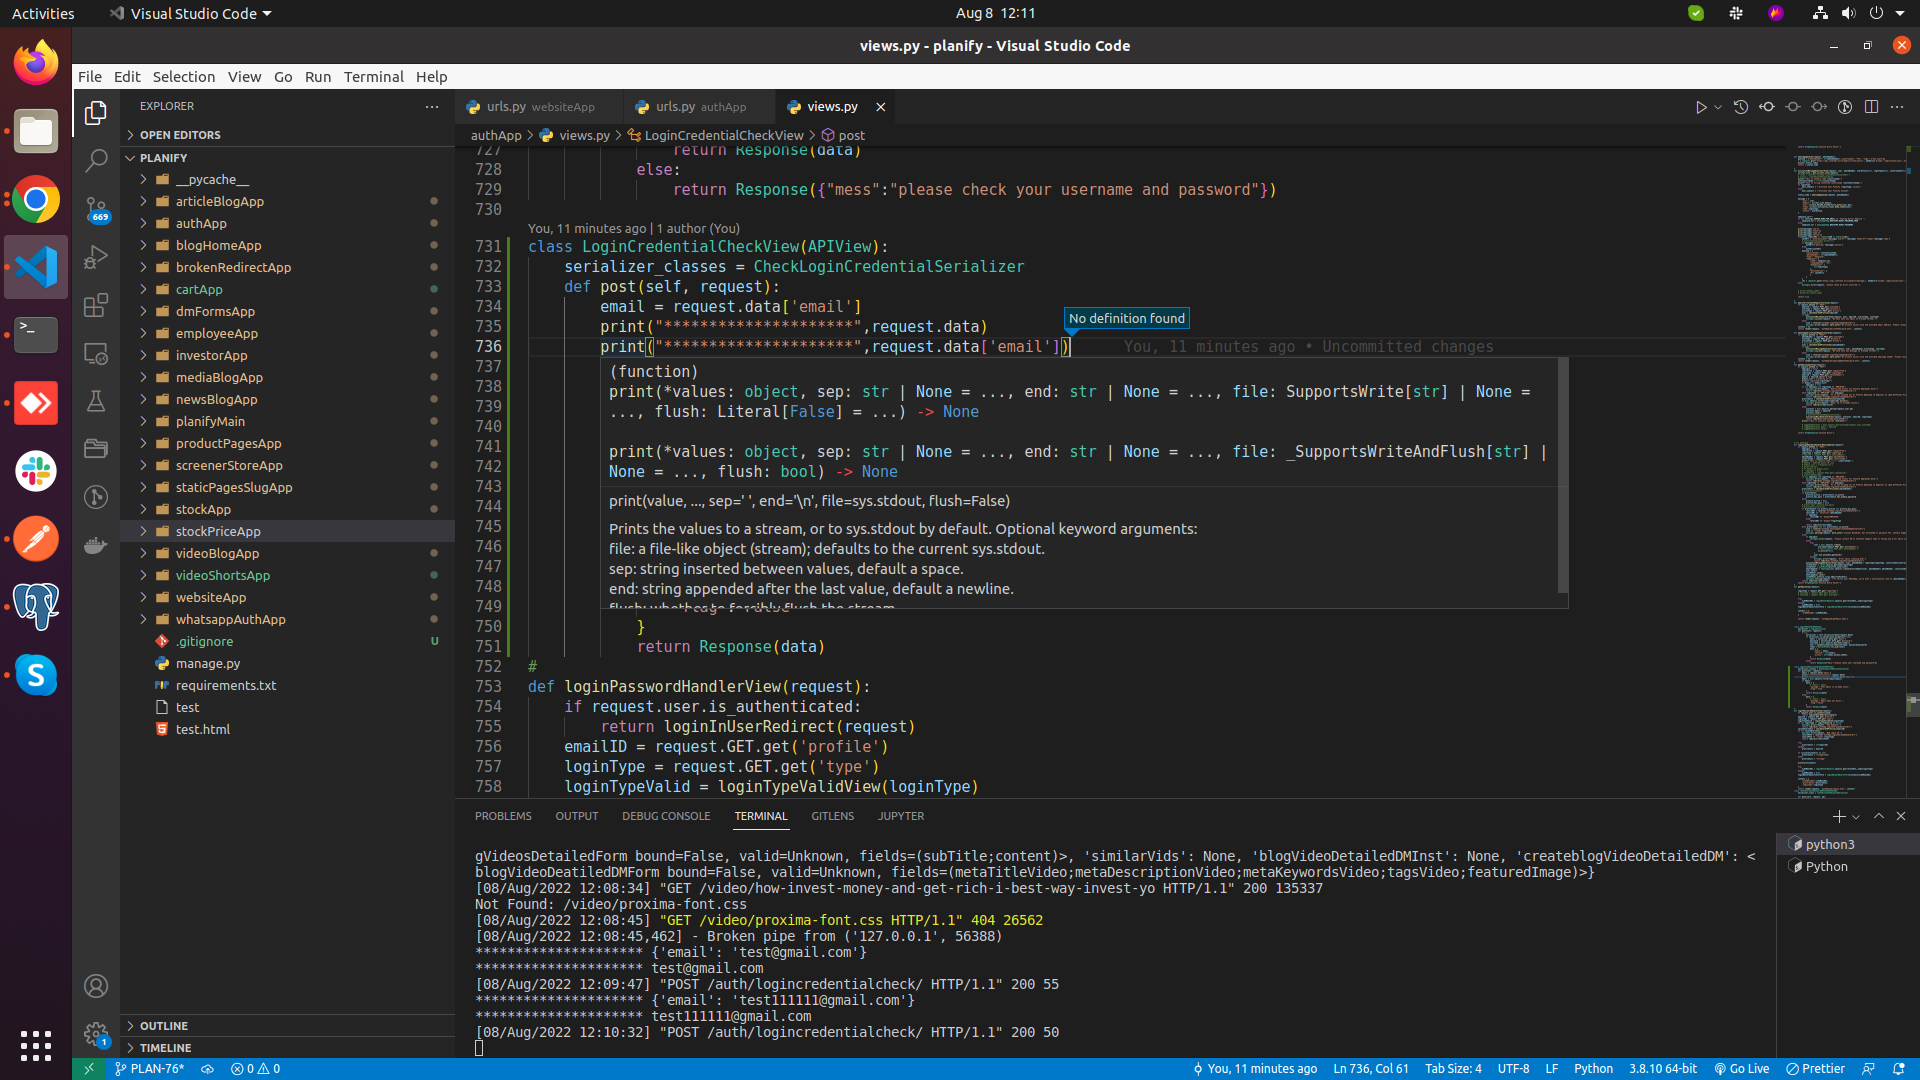 Activities
Visual Studio Code
Aug 8 12:11
views.py - planify - Visual Studio Code
File Edit Selection View Go Run Terminal Help
EXPLORER
OPEN EDITORS
PLANIFY
__pycache__
articleBlogApp
authApp
blogHomeApp
brokenRedirectApp
cartApp
dmFormsApp
employeeApp
investorApp
mediaBlogApp
newsBlogApp
planifyMain
productPagesApp
screenerStoreApp
staticPagesSlugApp
stockApp
stockPriceApp
videoBlogApp
videoShortsApp
websiteApp
whatsappAuthApp
.gitignore U
manage.py
requirements.txt
test
test.html
OUTLINE
TIMELINE
669
1
urls.py websiteApp
urls.py authApp
views.py
authApp > views.py > LoginCredentialCheckView > post
727 return Response(data)
728 else:
729 return Response({"mess":"please check your username and password"})
730
You, 11 minutes ago | 1 author (You)
731 class LoginCredentialCheckView(APIView):
732 serializer_classes = CheckLoginCredentialSerializer
733 def post(self, request):
734 email = request.data['email']
735 print("*********************",request.data)
No definition found
736 print("*********************",request.data['email']) You, 11 minutes ago • Uncommitted changes
737
738
739
740
741
742
743
744
745
746
747
748
749
(function)
print(*values: object, sep: str | None = ..., end: str | None = ..., file: SupportsWrite[str] | None =
..., flush: Literal[False] = ...) -> None
print(*values: object, sep: str | None = ..., end: str | None = ..., file: _SupportsWriteAndFlush[str] |
None = ..., flush: bool) -> None
print(value, ..., sep=' ', end='\n', file=sys.stdout, flush=False)
Prints the values to a stream, or to sys.stdout by default. Optional keyword arguments:
file: a file-like object (stream); defaults to the current sys.stdout.
sep: string inserted between values, default a space.
end: string appended after the last value, default a newline.
flush: whether to forcibly flush the stream.
750 }
751 return Response(data)
752 #
753 def loginPasswordHandlerView(request):
754 if request.user.is_authenticated:
755 return loginInUserRedirect(request)
756 emailID = request.GET.get('profile')
757 loginType = request.GET.get('type')
758 loginTypeValid = loginTypeValidView(loginType)
PROBLEMS OUTPUT DEBUG CONSOLE TERMINAL GITLENS JUPYTER
python3
Python
gVideosDetailedForm bound=False, valid=Unknown, fields=(subTitle;content)>, 'similarVids': None, 'blogVideoDetailedDMInst': None, 'createblogVideoDetailedDM': <
blogVideoDeatiledDMForm bound=False, valid=Unknown, fields=(metaTitleVideo;metaDescriptionVideo;metaKeywordsVideo;tagsVideo;featuredImage)>}
[08/Aug/2022 12:08:34] "GET /video/how-invest-money-and-get-rich-i-best-way-invest-yo HTTP/1.1" 200 135337
Not Found: /video/proxima-font.css
[08/Aug/2022 12:08:45] "GET /video/proxima-font.css HTTP/1.1" 404 26562
[08/Aug/2022 12:08:45,462] - Broken pipe from ('127.0.0.1', 56388)
********************* {'email': 'test@gmail.com'}
********************* test@gmail.com
[08/Aug/2022 12:09:47] "POST /auth/logincredentialcheck/ HTTP/1.1" 200 55
********************* {'email': 'test111111@gmail.com'}
********************* test111111@gmail.com
[08/Aug/2022 12:10:32] "POST /auth/logincredentialcheck/ HTTP/1.1" 200 50
PLAN-76* 0 0 You, 11 minutes ago Ln 736, Col 61 Tab Size: 4 UTF-8 LF Python 3.8.10 64-bit Go Live Prettier